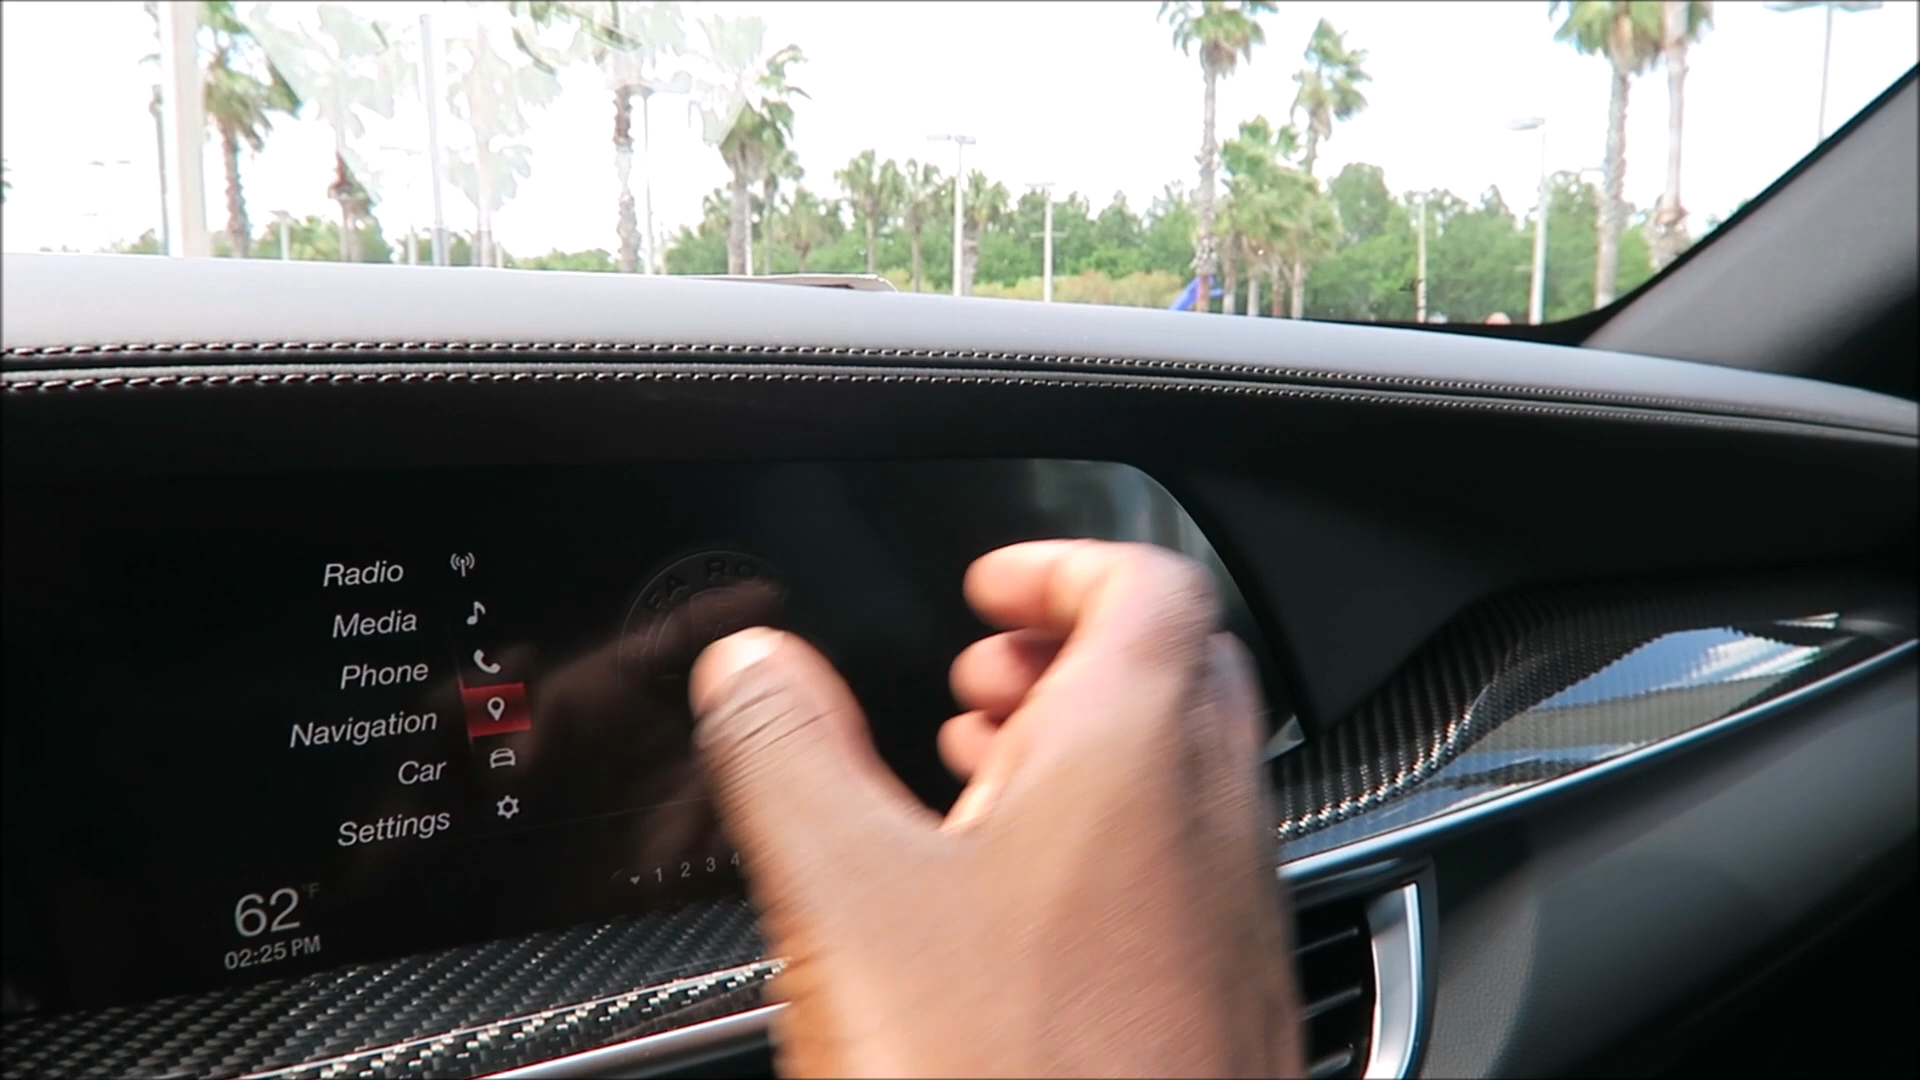 Radio
Media
Phone
Navigation
Car
Settings
62°F
02:25 PM
1 2 3 4